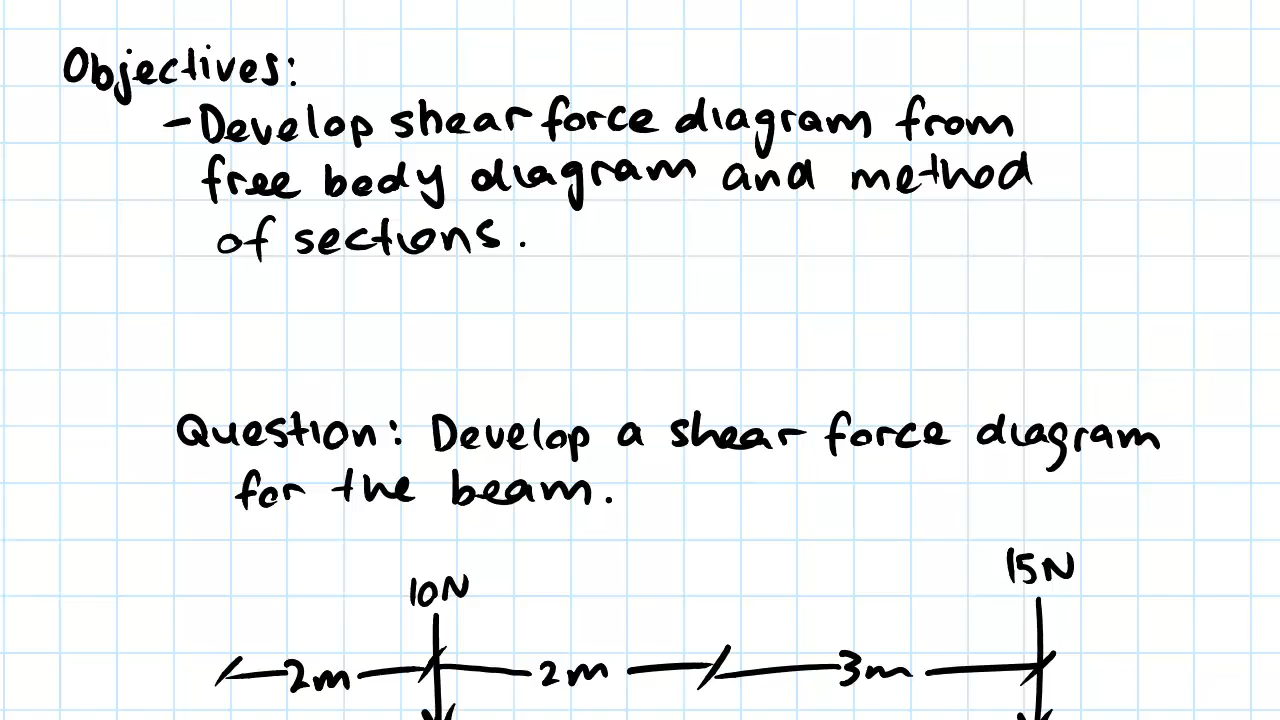 Objectives:
- Develop shear force diagram from
free body diagram and method
of sections.
Question: Develop a shear force diagram
for the beam.
10N
15N
2m 2m 3m